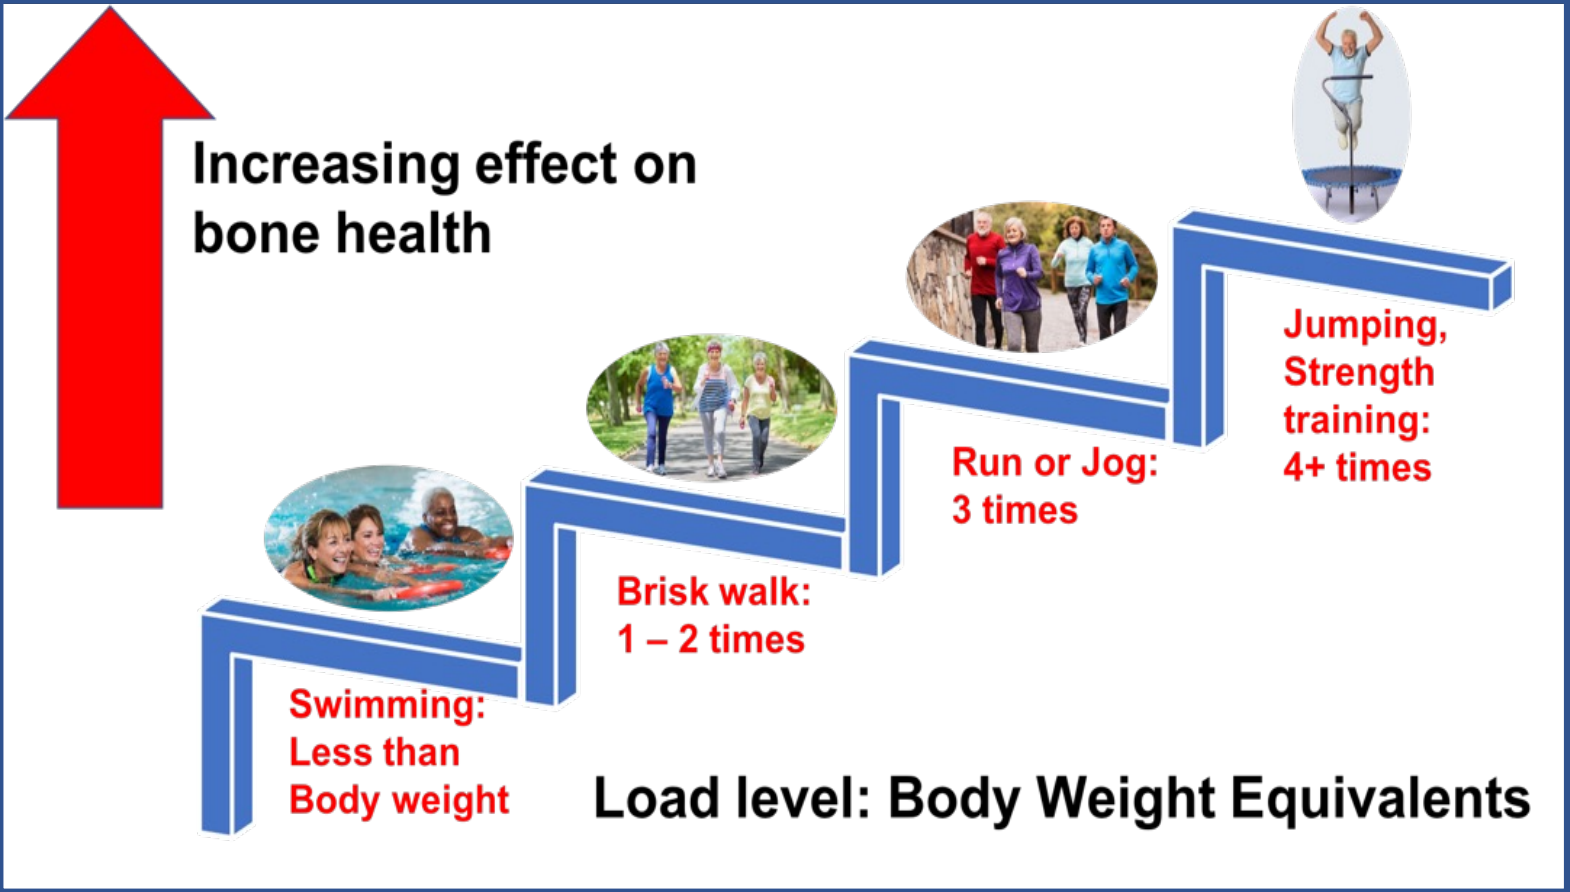 Increasing effect on
bone health
Swimming:
Less than
Body weight
Brisk walk:
1 – 2 times
Run or Jog:
3 times
Jumping,
Strength
training:
4+ times
Load level: Body Weight Equivalents